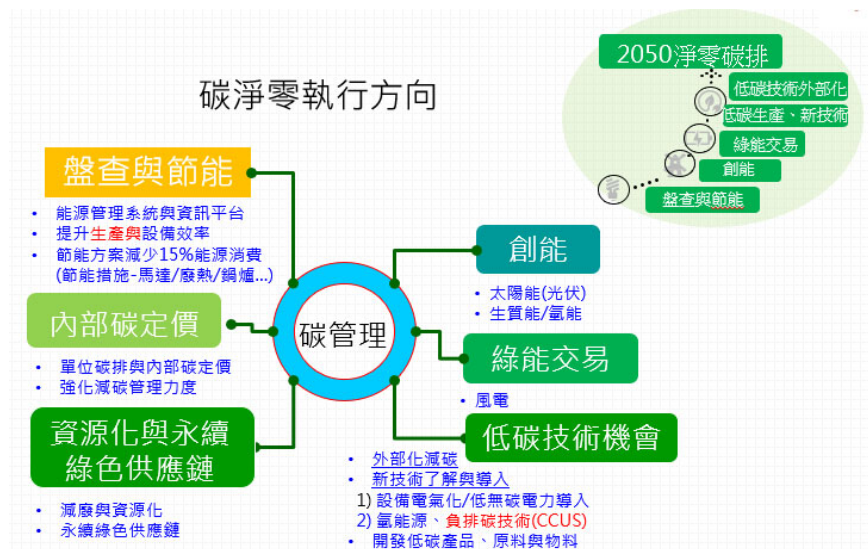 碳淨零執行方向
2050淨零碳排
低碳技術外部化
低碳生產、新技術
綠能交易
創能
盤查與節能
盤查與節能
• 能源管理系統與資訊平台
• 提升生產與設備效率
• 節能方案減少15%能源消費
(節能措施-馬達/廢熱/鍋爐...)
內部碳定價
• 單位碳排與內部碳定價
• 強化減碳管理力度
資源化與永續
綠色供應鏈
• 減廢與資源化
• 永續綠色供應鏈
碳管理
創能
• 太陽能(光伏)
• 生質能/氫能
綠能交易
• 風電
低碳技術機會
• 外部化減碳
• 新技術了解與導入
1) 設備電氣化/低無碳電力導入
2) 氫能源、負排碳技術(CCUS)
• 開發低碳產品、原料與物料